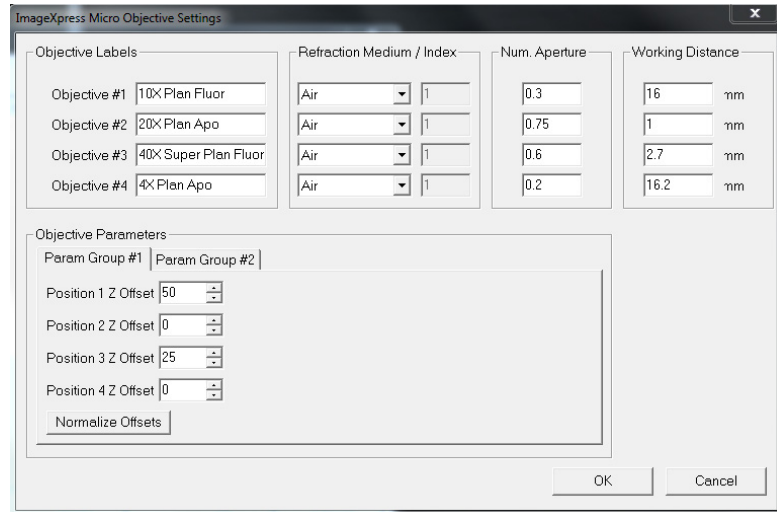 ImageXpress Micro Objective Settings
x
Objective Labels
Refraction Medium / Index
Num. Aperture
Working Distance
Objective #1 10X Plan Fluor Air 1 0.3 16 mm
Objective #2 20X Plan Apo Air 1 0.75 1 mm
Objective #3 40X Super Plan Fluor Air 1 0.6 2.7 mm
Objective #4 4X Plan Apo Air 1 0.2 16.2 mm
Objective Parameters
Param Group #1 Param Group #2
Position 1 Z Offset 50
Position 2 Z Offset 0
Position 3 Z Offset 25
Position 4 Z Offset 0
Normalize Offsets
OK Cancel